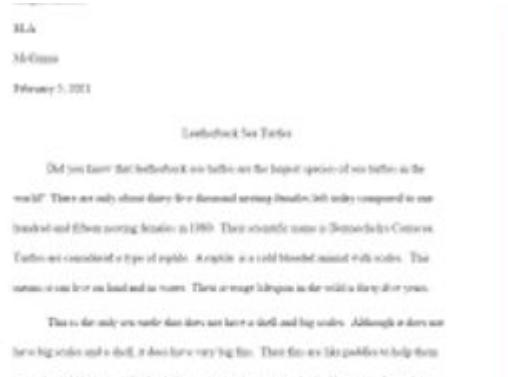 8LA
McGinnis
February 5, 2021
Leatherback Sea Turtles
Did you know that leatherback sea turtles are the largest species of sea turtles in the
world? There are only about thirty five thousand nesting females left today compared to one
hundred and fifteen nesting females in 1980. Their scientific name is Dermochelys Coriacea.
Turtles are considered a type of reptile. A reptile is a cold blooded animal with scales. This
means it can live on land and in water. Their average lifespan in the wild is thirty five years.
This is the only sea turtle that does not have a shell and big scales. Although it does not
have big scales and a shell, it does have very big fins. Their fins are like paddles to help them